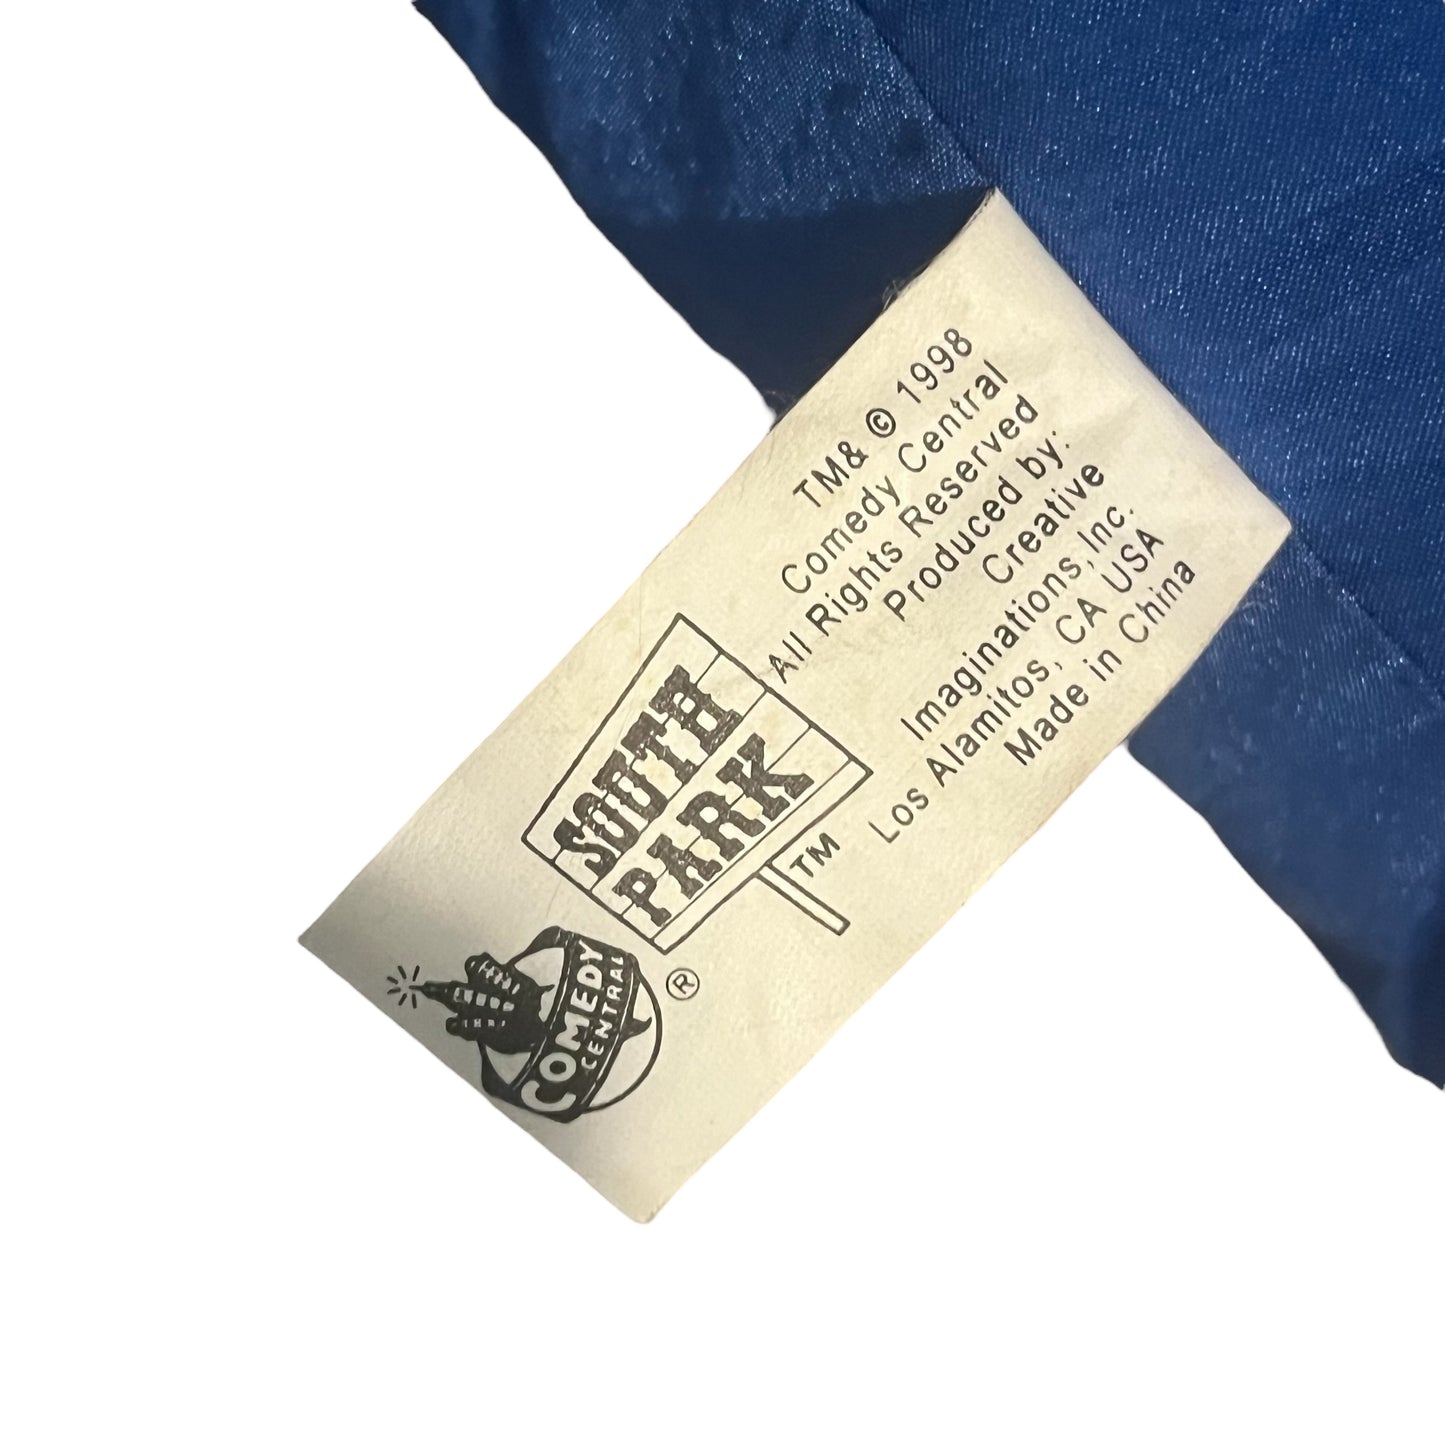 TM& © 1998
Comedy Central
All Rights Reserved
Produced by:
Creative
Imaginations, Inc.
Los Alamitos, CA USA
Made in China
SOUTH
PARK
TM
COMEDY
CENTRAL
®